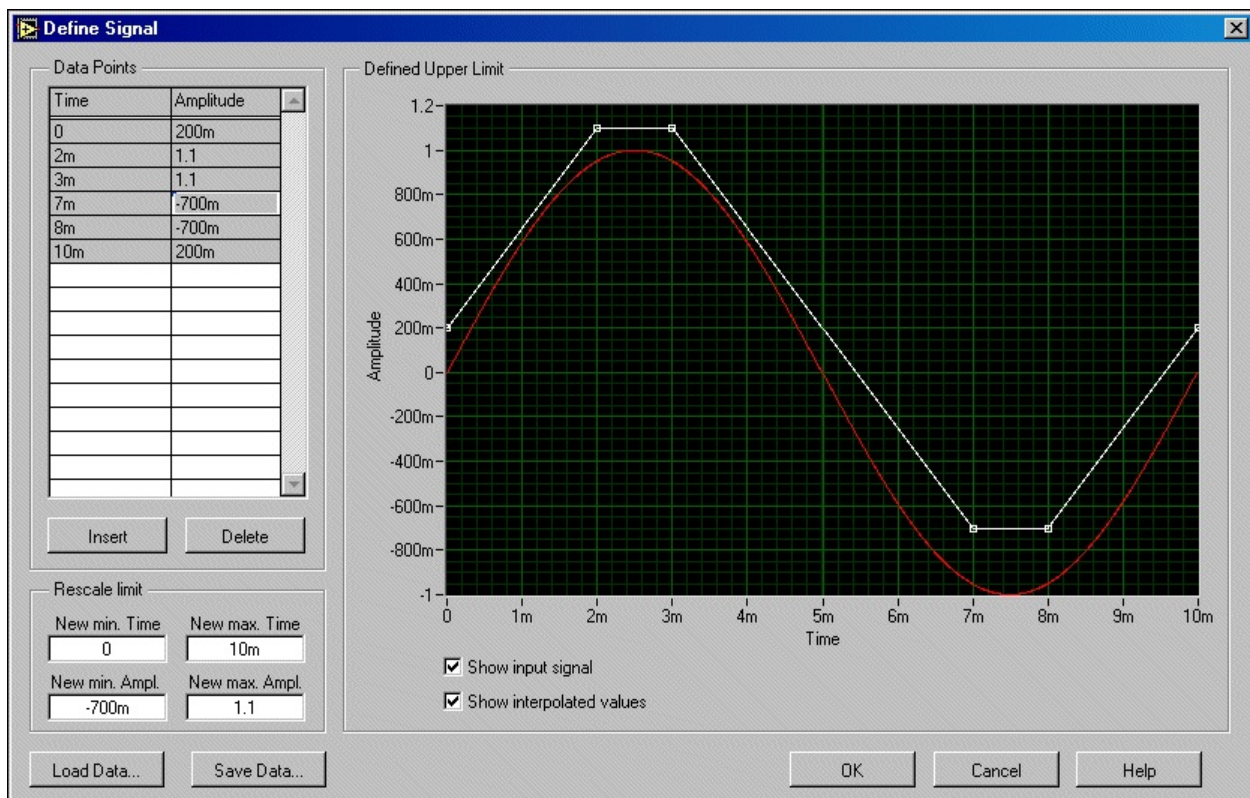 Define Signal
Data Points
Time Amplitude
0 200m
2m 1.1
3m 1.1
7m -700m
8m -700m
10m 200m
Insert Delete
Rescale limit
New min. Time New max. Time
0 10m
New min. Ampl. New max. Ampl.
-700m 1.1
Load Data... Save Data...
Defined Upper Limit
1.2
1
800m
600m
400m
200m
0
-200m
-400m
-600m
-800m
-1
Amplitude
0 1m 2m 3m 4m 5m 6m 7m 8m 9m 10m
Time
Show input signal
Show interpolated values
OK Cancel Help